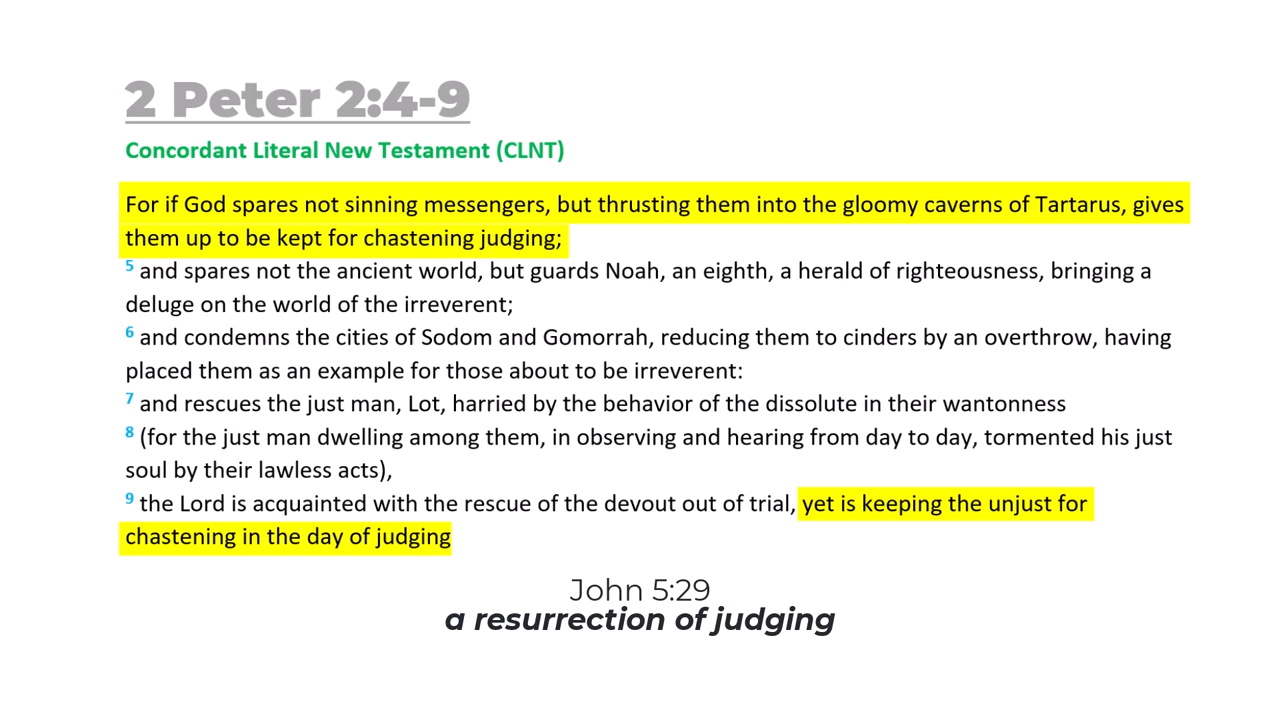 2 Peter 2:4-9
Concordant Literal New Testament (CLNT)
For if God spares not sinning messengers, but thrusting them into the gloomy caverns of Tartarus, gives
them up to be kept for chastening judging;
5 and spares not the ancient world, but guards Noah, an eighth, a herald of righteousness, bringing a
deluge on the world of the irreverent;
6 and condemns the cities of Sodom and Gomorrah, reducing them to cinders by an overthrow, having
placed them as an example for those about to be irreverent:
7 and rescues the just man, Lot, harried by the behavior of the dissolute in their wantonness
8 (for the just man dwelling among them, in observing and hearing from day to day, tormented his just
soul by their lawless acts),
9 the Lord is acquainted with the rescue of the devout out of trial, yet is keeping the unjust for
chastening in the day of judging
John 5:29
a resurrection of judging